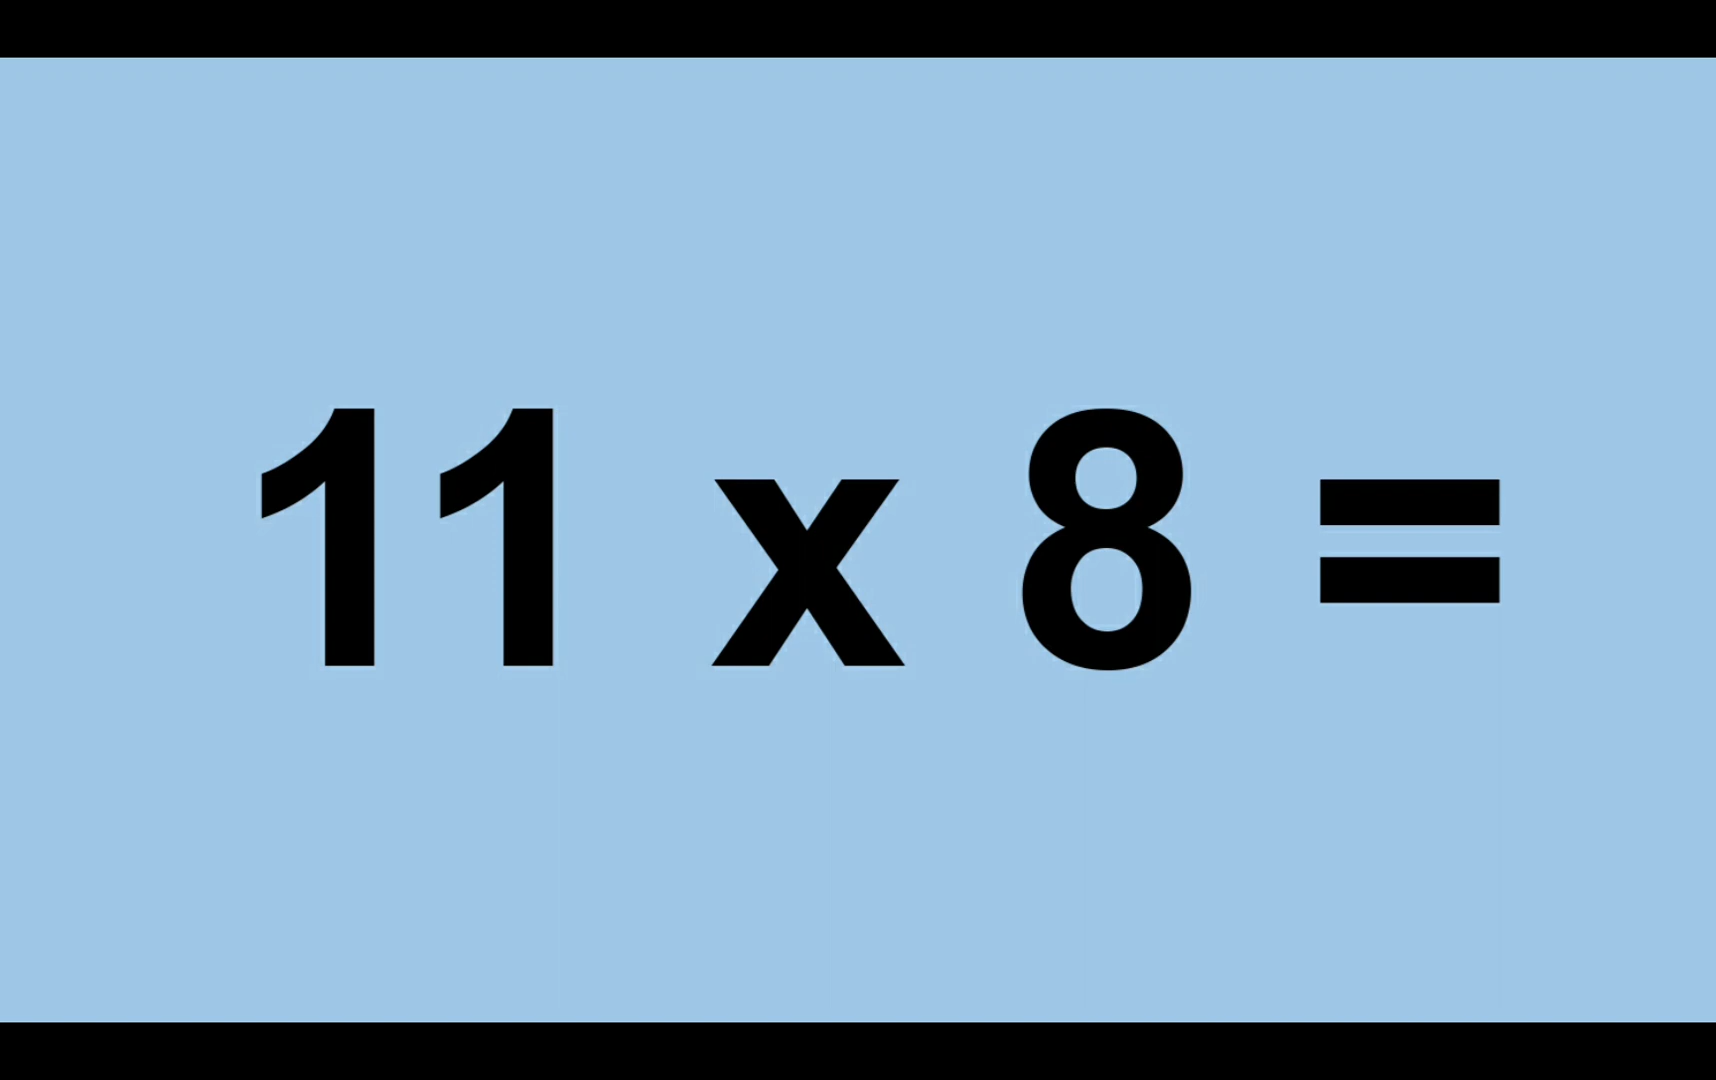 11 x 8 =